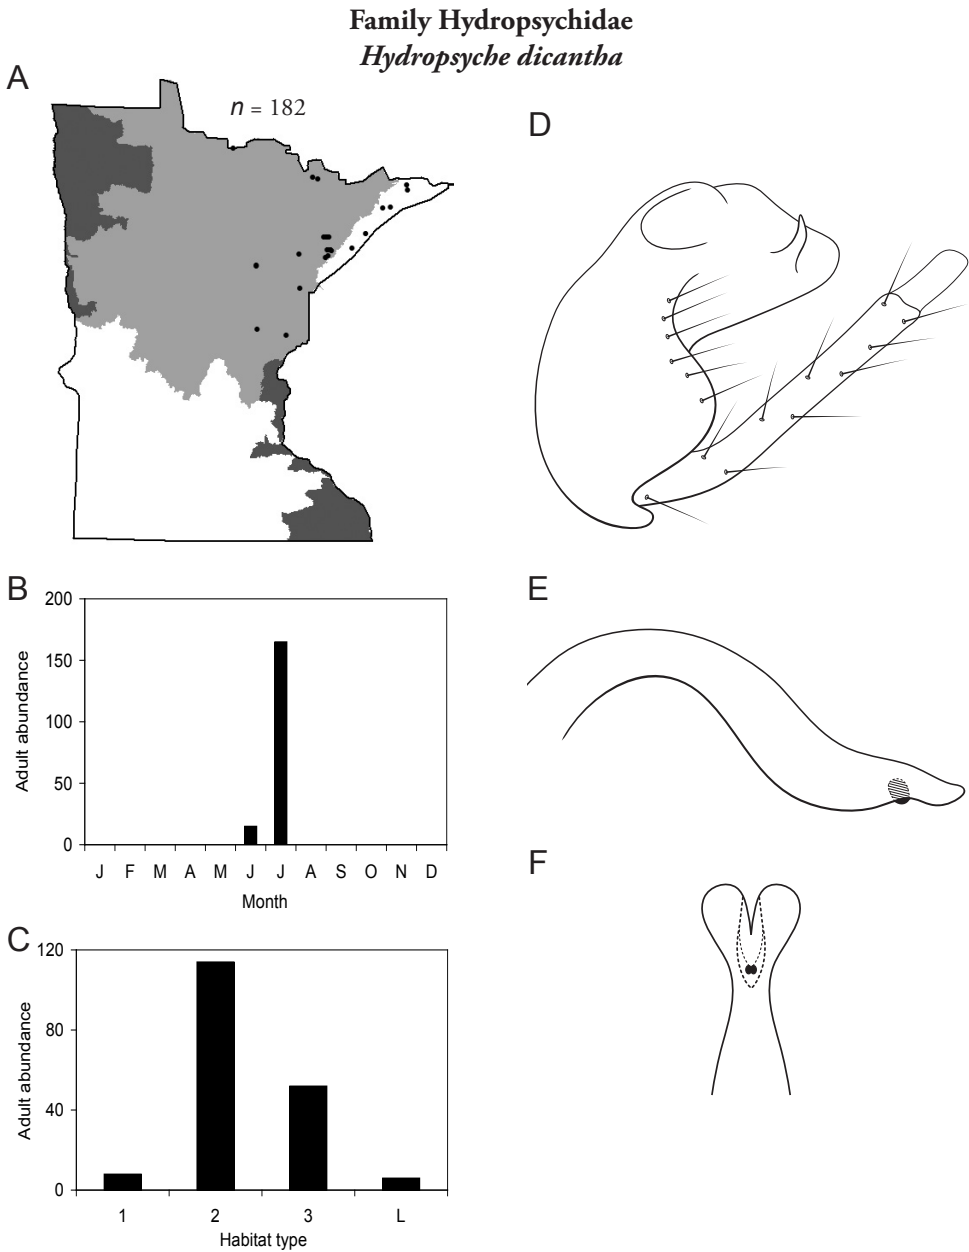 Family Hydropsychidae
Hydropsyche dicantha
A
n = 182
D
B
200
150
100
50
0
Adult abundance
J F M A M J J A S O N D
Month
E
F
C
120
80
40
0
Adult abundance
1 2 3 L
Habitat type